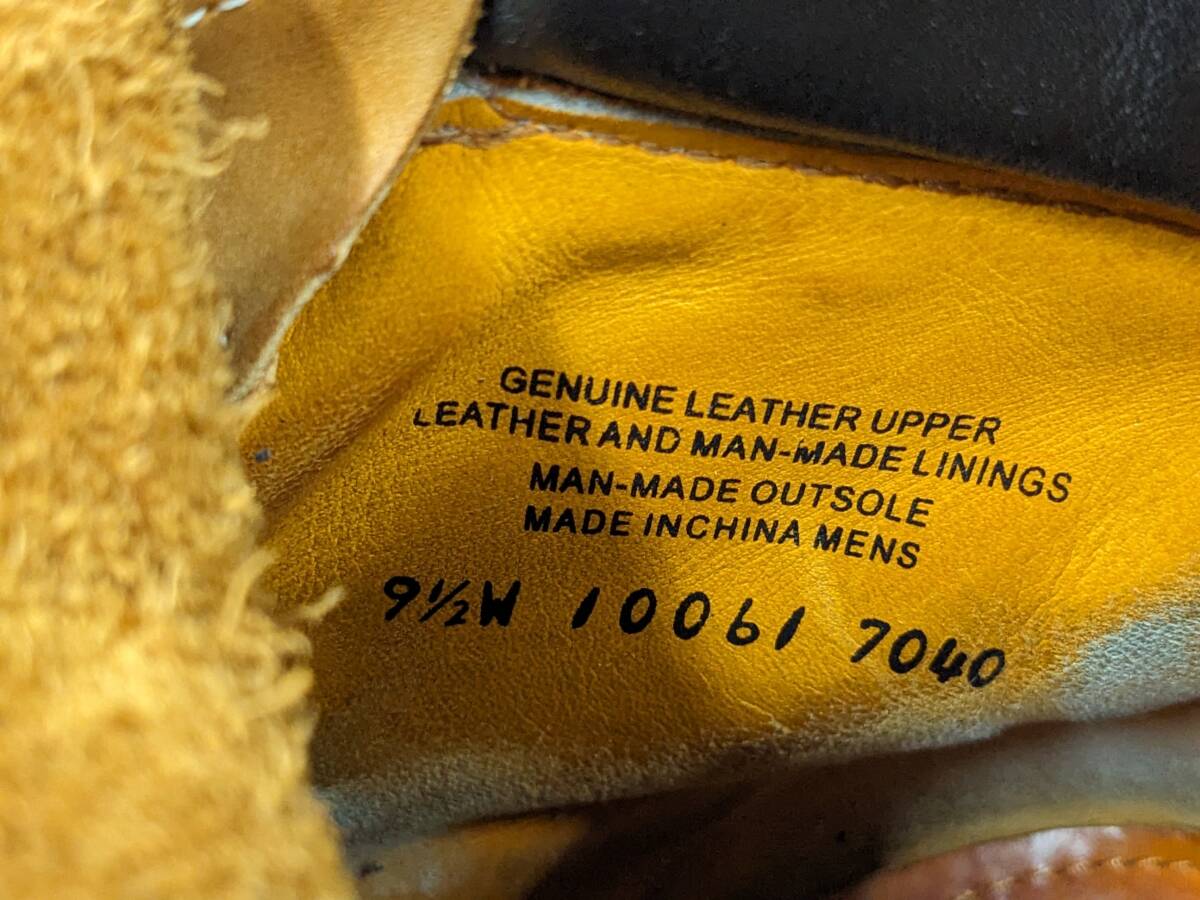 GENUINE LEATHER UPPER
LEATHER AND MAN-MADE LININGS
MAN-MADE OUTSOLE
MADE IN CHINA MENS
9½W 10061 7040